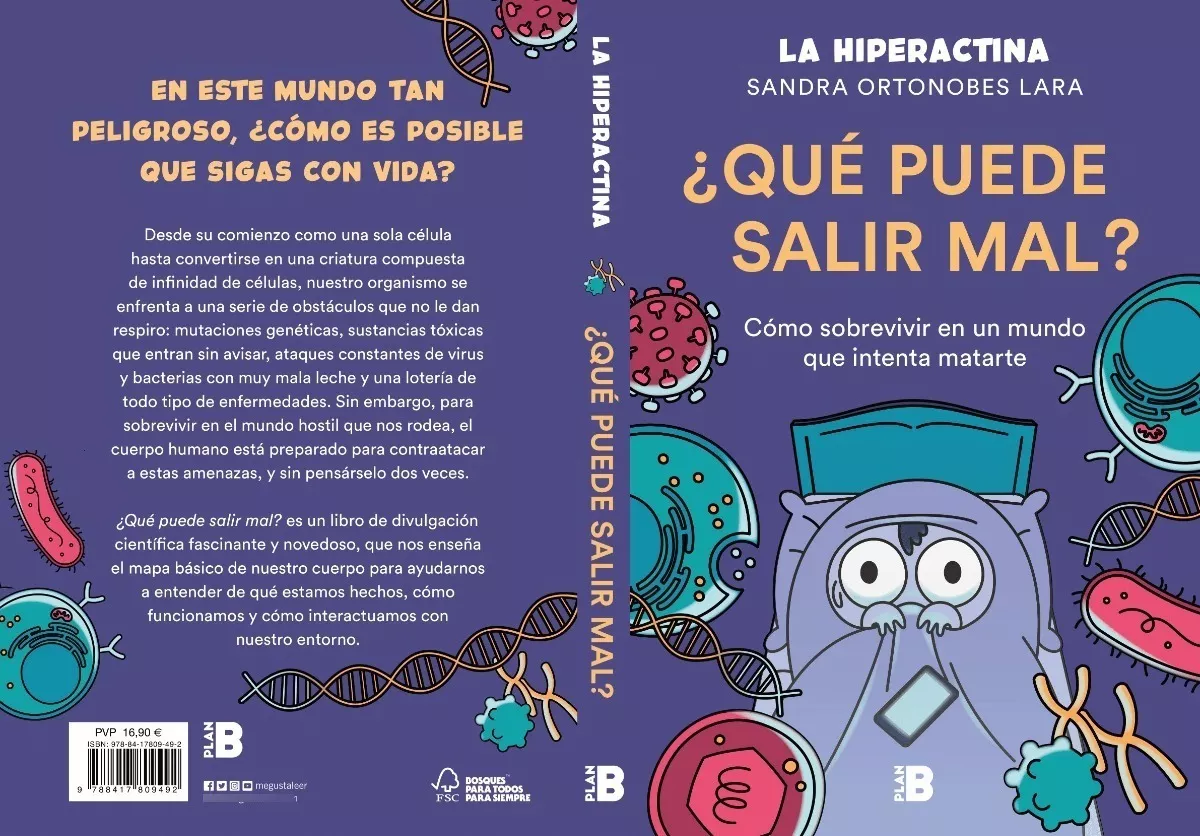 EN ESTE MUNDO TAN
PELIGROSO, ¿CÓMO ES POSIBLE
QUE SIGAS CON VIDA?
Desde su comienzo como una sola célula
hasta convertirse en una criatura compuesta
de infinidad de células, nuestro organismo se
enfrenta a una serie de obstáculos que no le dan
respiro: mutaciones genéticas, sustancias tóxicas
que entran sin avisar, ataques constantes de virus
y bacterias con muy mala leche y una lotería de
todo tipo de enfermedades. Sin embargo, para
sobrevivir en el mundo hostil que nos rodea, el
cuerpo humano está preparado para contraatacar
a estas amenazas, y sin pensárselo dos veces.
¿Qué puede salir mal? es un libro de divulgación
científica fascinante y novedoso, que nos enseña
el mapa básico de nuestro cuerpo para ayudarnos
a entender de qué estamos hechos, cómo
funcionamos y cómo interactuamos con
nuestro entorno.
PVP 16,90 €
ISBN: 978-84-17809-49-2
9 788417 809492
PLAN B
megustaleer
FSC
BOSQUES
PARA TODOS
PARA SIEMPRE
LA HIPERACTINA
¿QUÉ PUEDE SALIR MAL?
PLAN B
LA HIPERACTINA
SANDRA ORTONOBES LARA
¿QUÉ PUEDE
SALIR MAL?
Cómo sobrevivir en un mundo
que intenta matarte
PLAN B